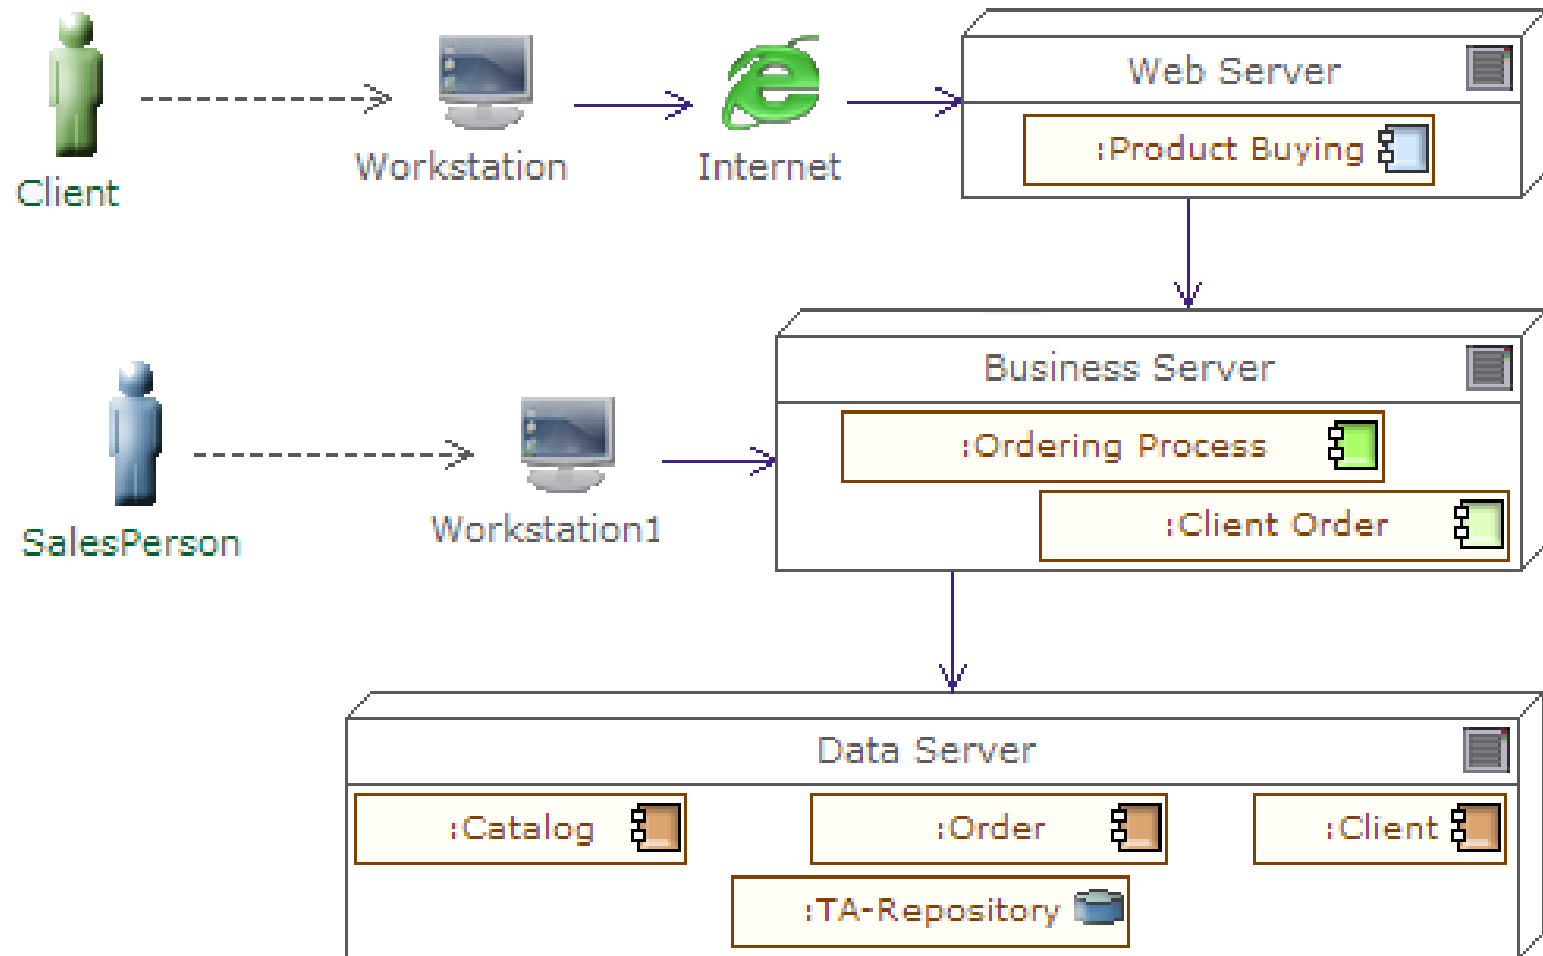 Client
Workstation
Internet
Web Server
:Product Buying
SalesPerson
Workstation1
Business Server
:Ordering Process
:Client Order
Data Server
:Catalog
:Order
:Client
:TA-Repository